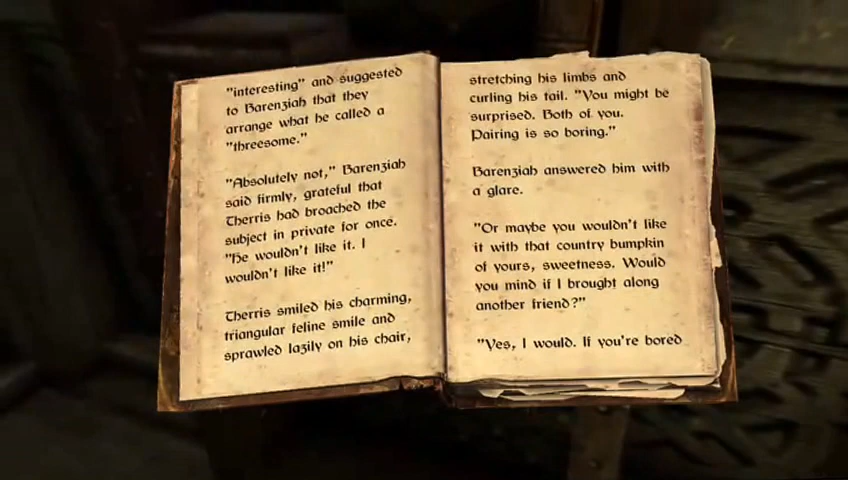 "interesting" and suggested
to Barenziah that they
arrange what he called a
"threesome."
"Absolutely not," Barenziah
said firmly, grateful that
Therris had broached the
subject in private for once.
"He wouldn't like it. I
wouldn't like it!"
Therris smiled his charming,
triangular feline smile and
sprawled lazily on his chair,
stretching his limbs and
curling his tail. "You might be
surprised. Both of you.
Pairing is so boring."
Barenziah answered him with
a glare.
"Or maybe you wouldn't like
it with that country bumpkin
of yours, sweetness. Would
you mind if I brought along
another friend?"
"Yes, I would. If you're bored